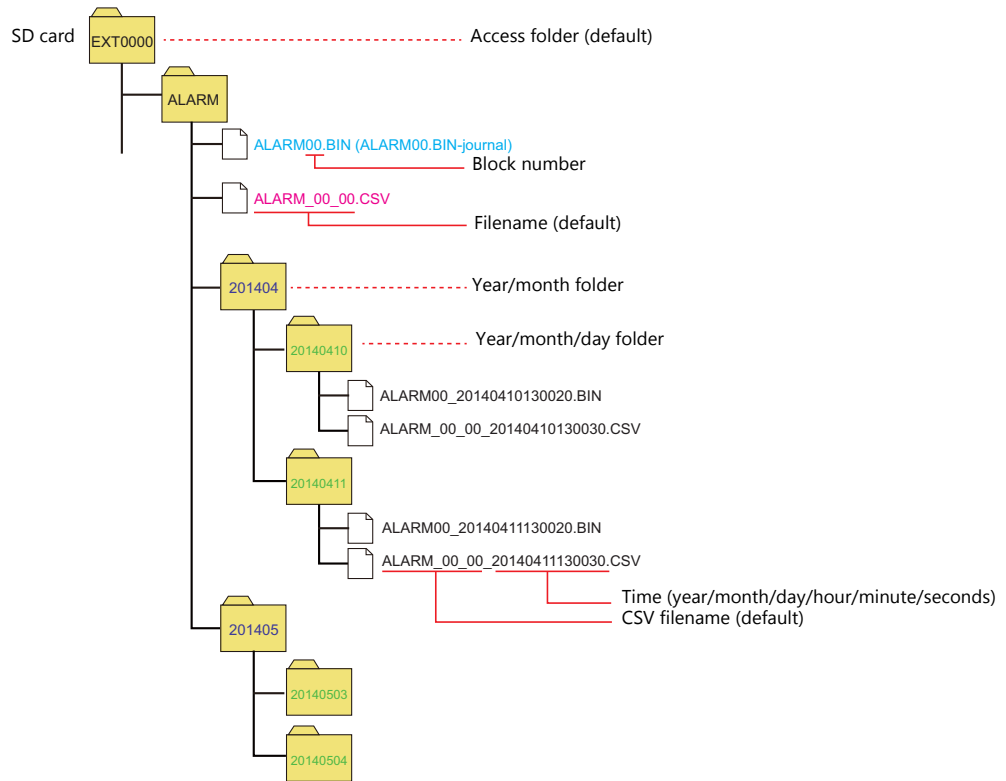 SD card
EXT0000
Access folder (default)
ALARM
ALARM00.BIN (ALARM00.BIN-journal)
Block number
ALARM_00_00.CSV
Filename (default)
201404
Year/month folder
20140410
Year/month/day folder
ALARM00_20140410130020.BIN
ALARM_00_00_20140410130030.CSV
20140411
ALARM00_20140411130020.BIN
ALARM_00_00_20140411130030.CSV
Time (year/month/day/hour/minute/seconds)
CSV filename (default)
201405
20140503
20140504